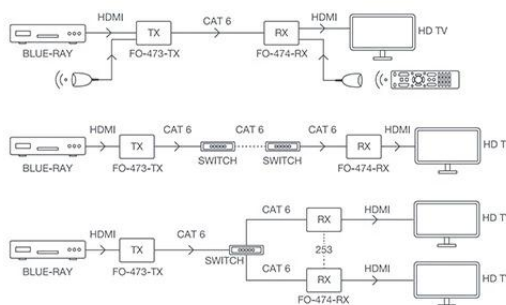 HDMI
TX
CAT 6
RX
HDMI
HD TV
BLUE-RAY
FO-473-TX
FO-474-RX
HDMI
TX
CAT 6
CAT 6
CAT 6
RX
HDMI
HD T
BLUE-RAY
FO-473-TX
SWITCH
SWITCH
FO-474-RX
CAT 6
RX
HDMI
HD T
HDMI
TX
CAT 6
253
BLUE-RAY
FO-473-TX
SWITCH
CAT 6
RX
HDMI
HD T
FO-474-RX